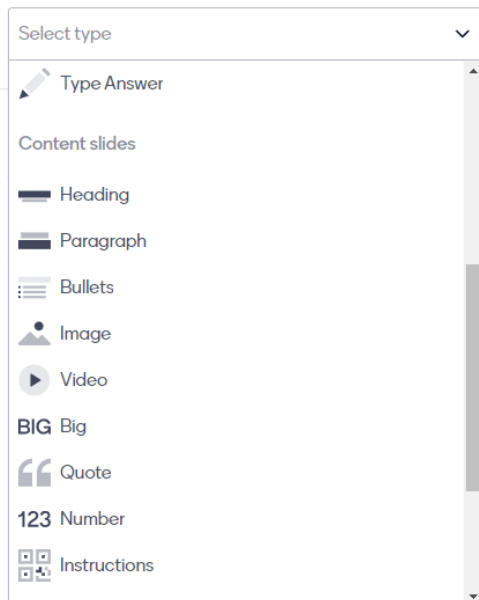 Select type
Type Answer
Content slides
Heading
Paragraph
Bullets
Image
Video
BIG Big
Quote
123 Number
Instructions